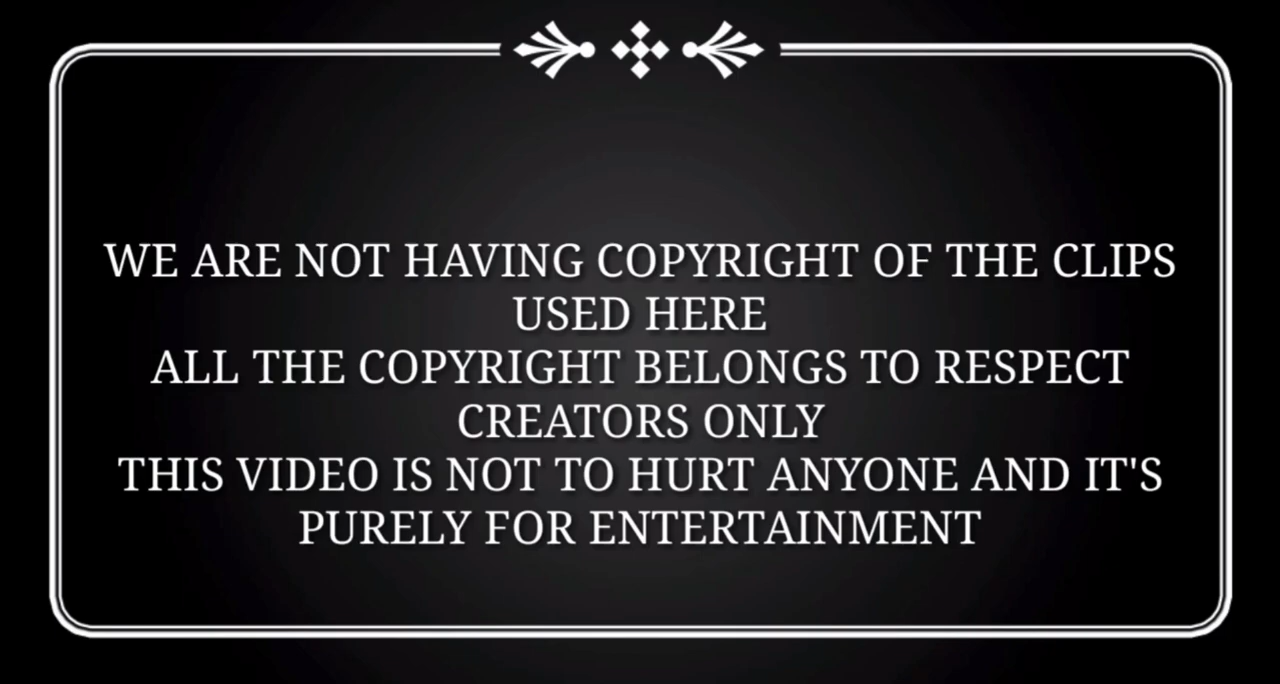 WE ARE NOT HAVING COPYRIGHT OF THE CLIPS
USED HERE
ALL THE COPYRIGHT BELONGS TO RESPECT
CREATORS ONLY
THIS VIDEO IS NOT TO HURT ANYONE AND IT'S
PURELY FOR ENTERTAINMENT